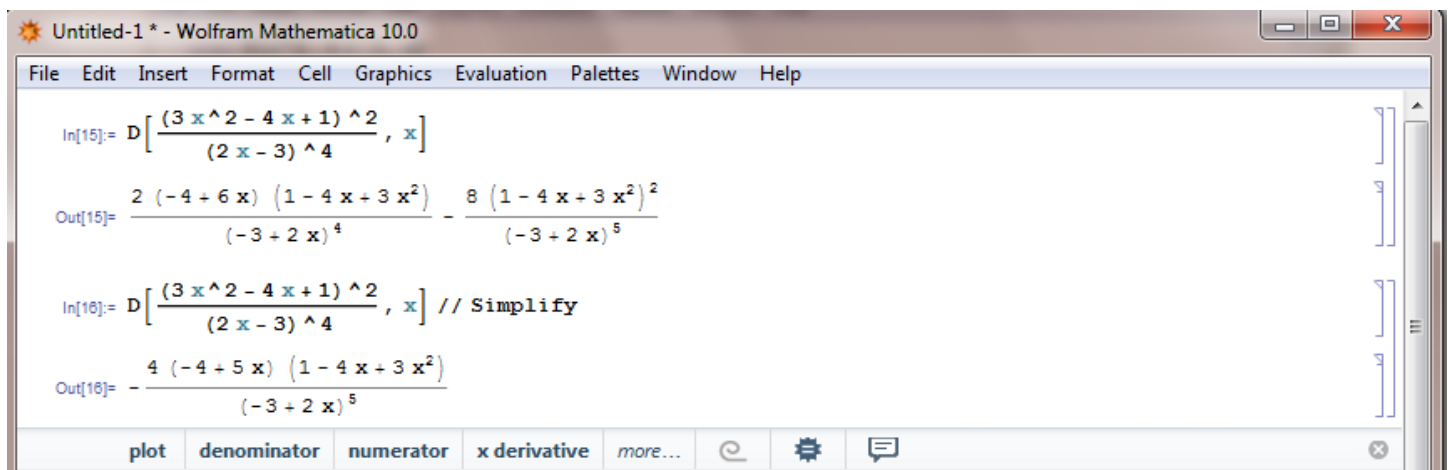 Untitled-1 * - Wolfram Mathematica 10.0
File Edit Insert Format Cell Graphics Evaluation Palettes Window Help
In[15]:= D[(3 x^2 - 4 x + 1) ^2 / (2 x - 3) ^4, x]
Out[15]= 2 (-4 + 6 x) (1 - 4 x + 3 x²) / (-3 + 2 x)⁴ - 8 (1 - 4 x + 3 x²)² / (-3 + 2 x)⁵
In[16]:= D[(3 x^2 - 4 x + 1) ^2 / (2 x - 3) ^4, x] // Simplify
Out[16]= - 4 (-4 + 5 x) (1 - 4 x + 3 x²) / (-3 + 2 x)⁵
plot denominator numerator x derivative more...